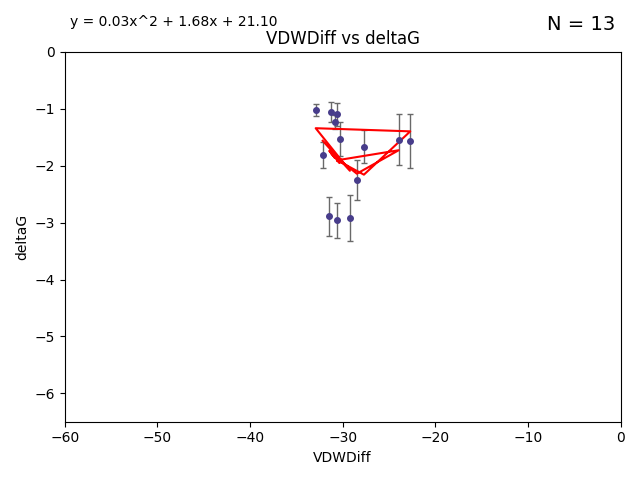 y = 0.03x^2 + 1.68x + 21.10
N = 13
VDWDiff vs deltaG
0
−1
−2
−3
−4
−5
−6
deltaG
−60 −50 −40 −30 −20 −10 0
VDWDiff